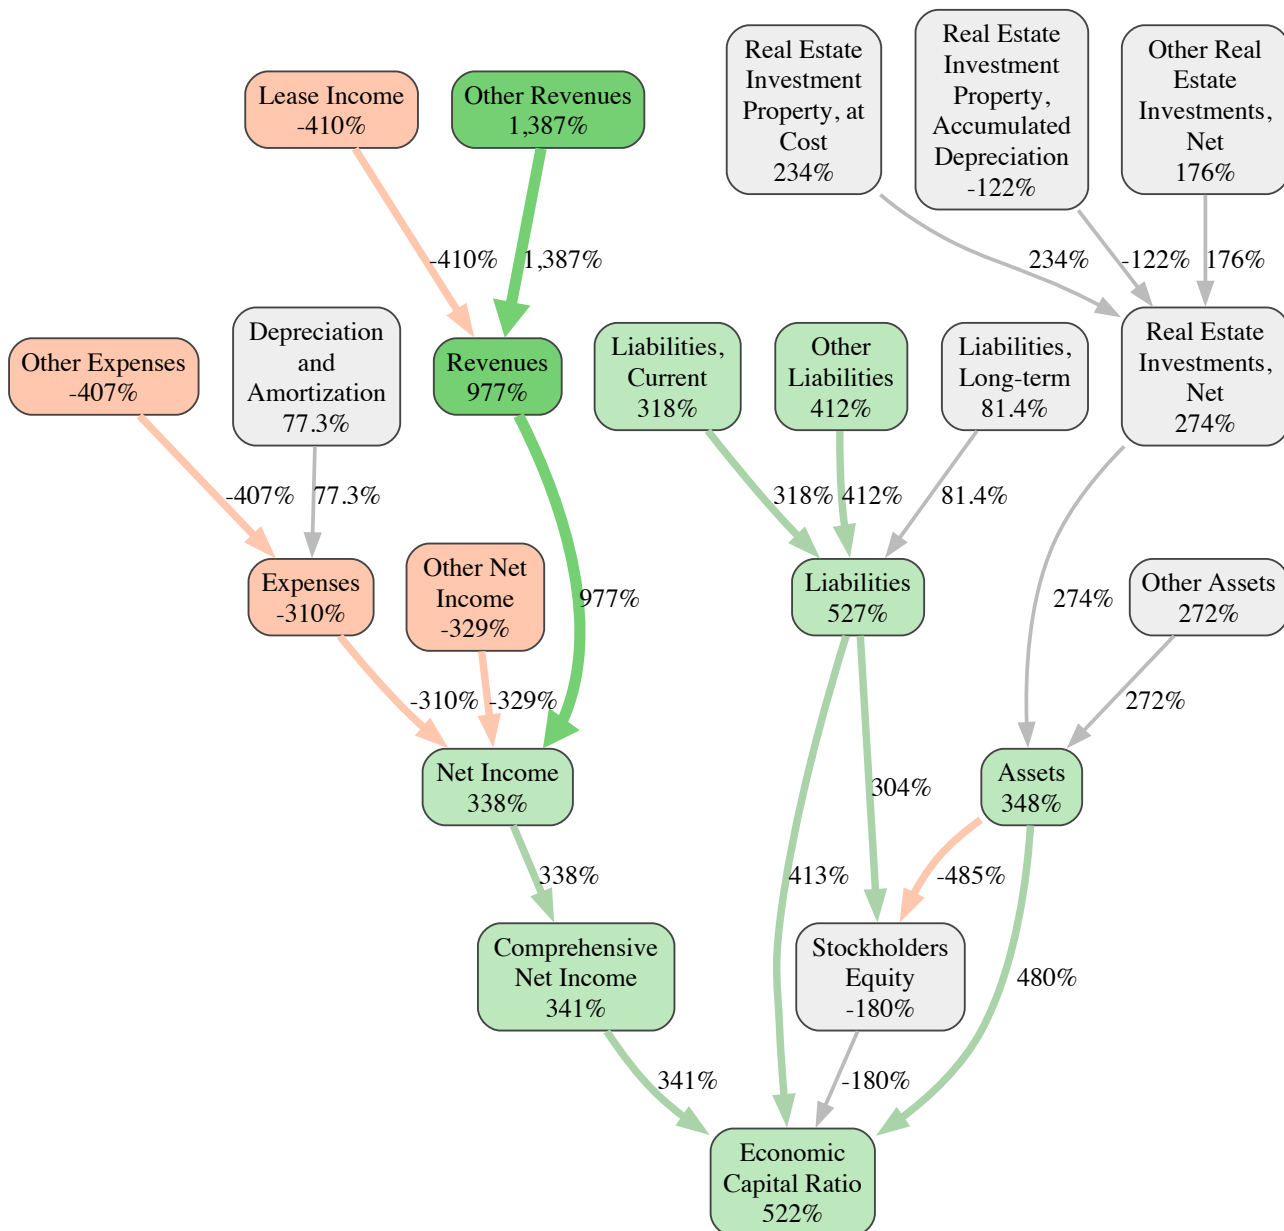 Real Estate
Investment
Property, at
Cost
234%
Real Estate
Investment
Property,
Accumulated
Depreciation
-122%
Other Real
Estate
Investments,
Net
176%
Lease Income
-410%
Other Revenues
1,387%
-410%
1,387%
234%
-122%
176%
Other Expenses
-407%
Depreciation
and
Amortization
77.3%
Revenues
977%
Liabilities,
Current
318%
Other
Liabilities
412%
Liabilities,
Long-term
81.4%
Real Estate
Investments,
Net
274%
-407%
77.3%
318%
412%
81.4%
Expenses
-310%
Other Net
Income
-329%
977%
Liabilities
527%
274%
Other Assets
272%
-310%
-329%
272%
Net Income
338%
304%
Assets
348%
338%
413%
-485%
Comprehensive
Net Income
341%
Stockholders
Equity
-180%
480%
341%
-180%
Economic
Capital Ratio
522%